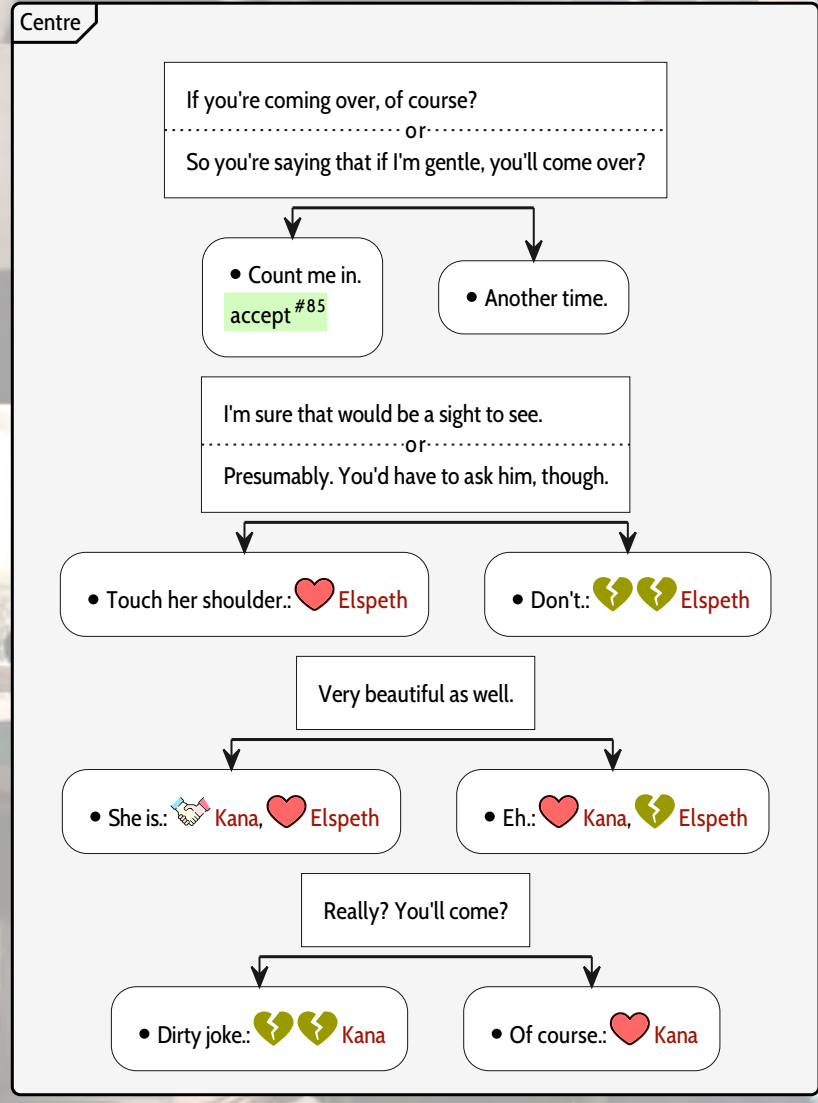 Centre
If you're coming over, of course?
or
So you're saying that if I'm gentle, you'll come over?
• Count me in.
accept #85
• Another time.
I'm sure that would be a sight to see.
or
Presumably. You'd have to ask him, though.
• Touch her shoulder.: Elspeth
• Don't.: Elspeth
Very beautiful as well.
• She is.: Kana, Elspeth
• Eh.: Kana, Elspeth
Really? You'll come?
• Dirty joke.: Kana
• Of course.: Kana